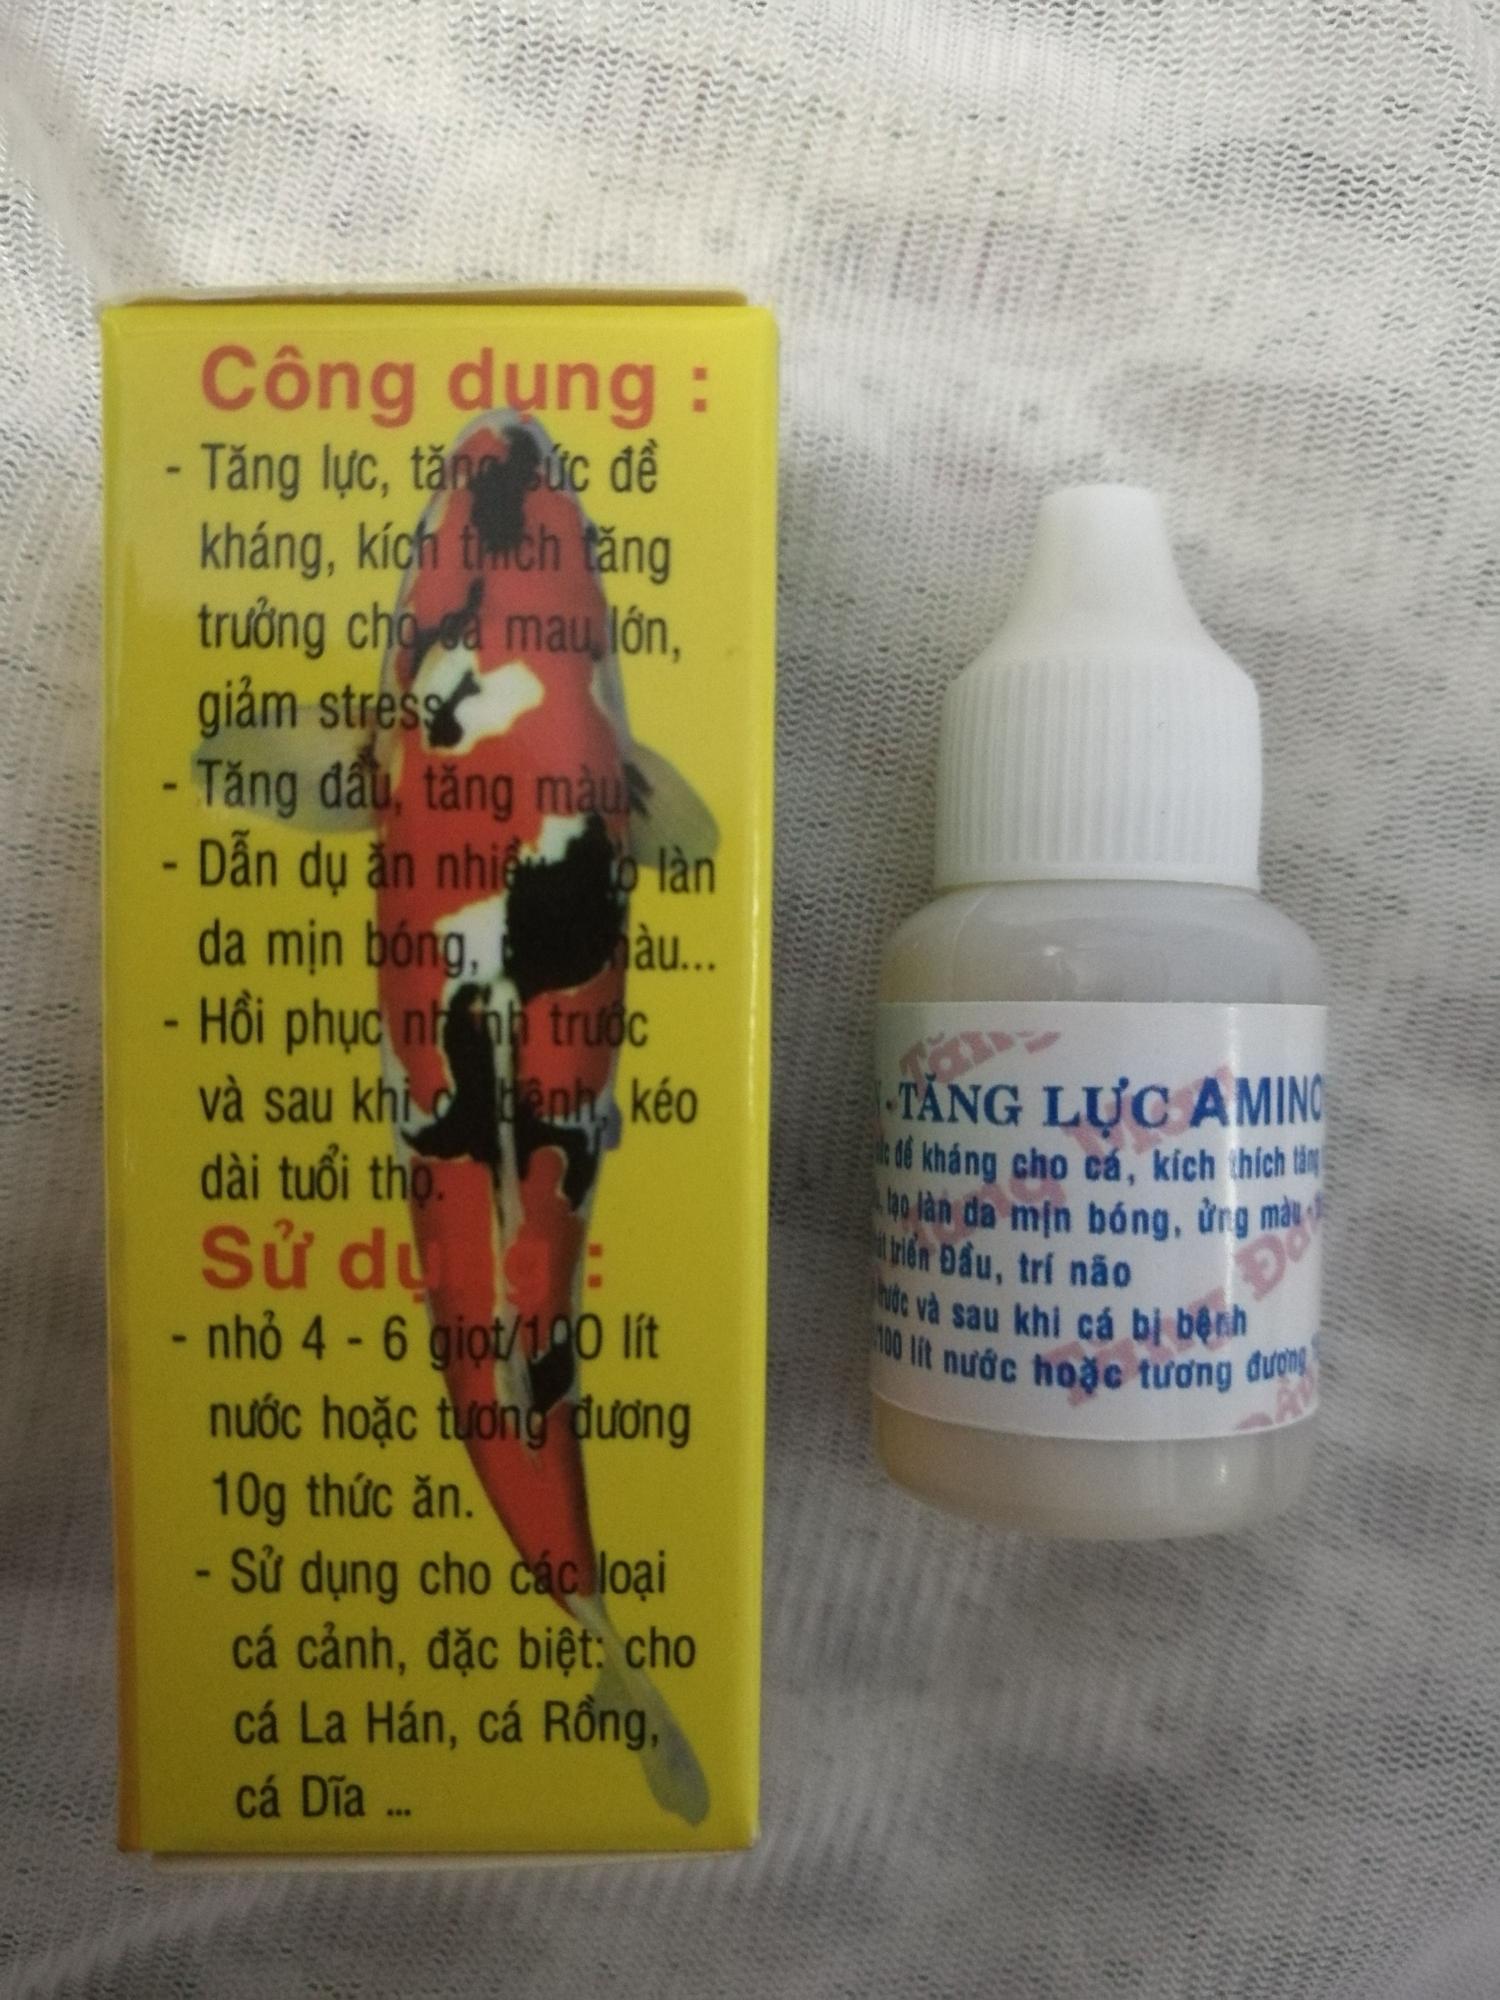 Công dụng :
- Tăng lực, tăng sức đề
kháng, kích thích tăng
trưởng cho cá mau lớn,
giảm stress
- Tăng đầu, tăng màu
- Dẫn dụ ăn nhiều, tạo làn
da mịn bóng, màu...
- Hồi phục nhanh trước
và sau khi cá bệnh, kéo
dài tuổi thọ.
Sử dụng :
- nhỏ 4 - 6 giọt/100 lít
nước hoặc tương đương
10g thức ăn.
- Sử dụng cho các loại
cá cảnh, đặc biệt: cho
cá La Hán, cá Rồng,
cá Dĩa ...
Tăng
- TĂNG LỰC AMINO
đề kháng cho cá, kích thích tăng
tạo làn da mịn bóng, ửng màu
triển Đầu, trí não
trước và sau khi cá bị bệnh
/100 lít nước hoặc tương đương